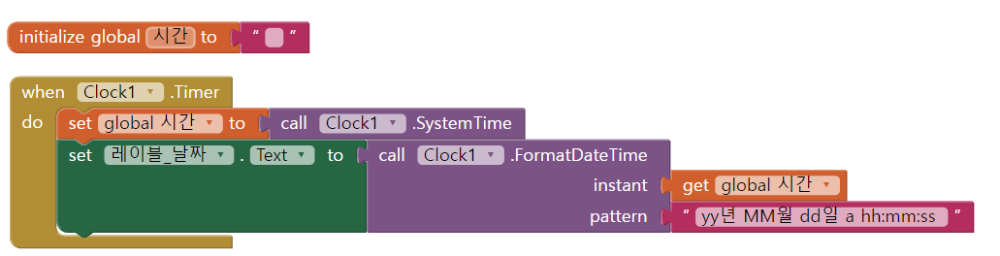 initialize global 시간 to " "
when Clock1 .Timer
do set global 시간 to call Clock1 .SystemTime
set 레이블_날짜 . Text to call Clock1 .FormatDateTime
instant get global 시간
pattern " yy년 MM월 dd일 a hh:mm:ss "